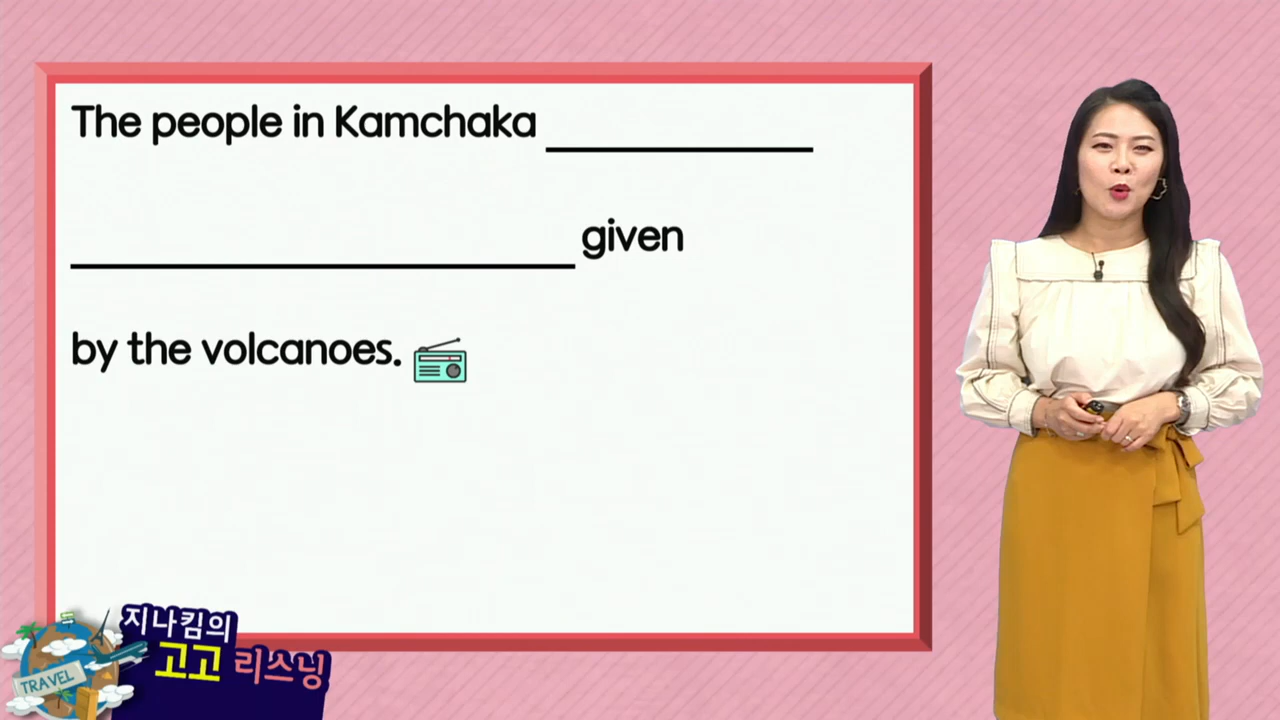 The people in Kamchaka
given
by the volcanoes.
지나킴의
고고 리스닝
TRAVEL